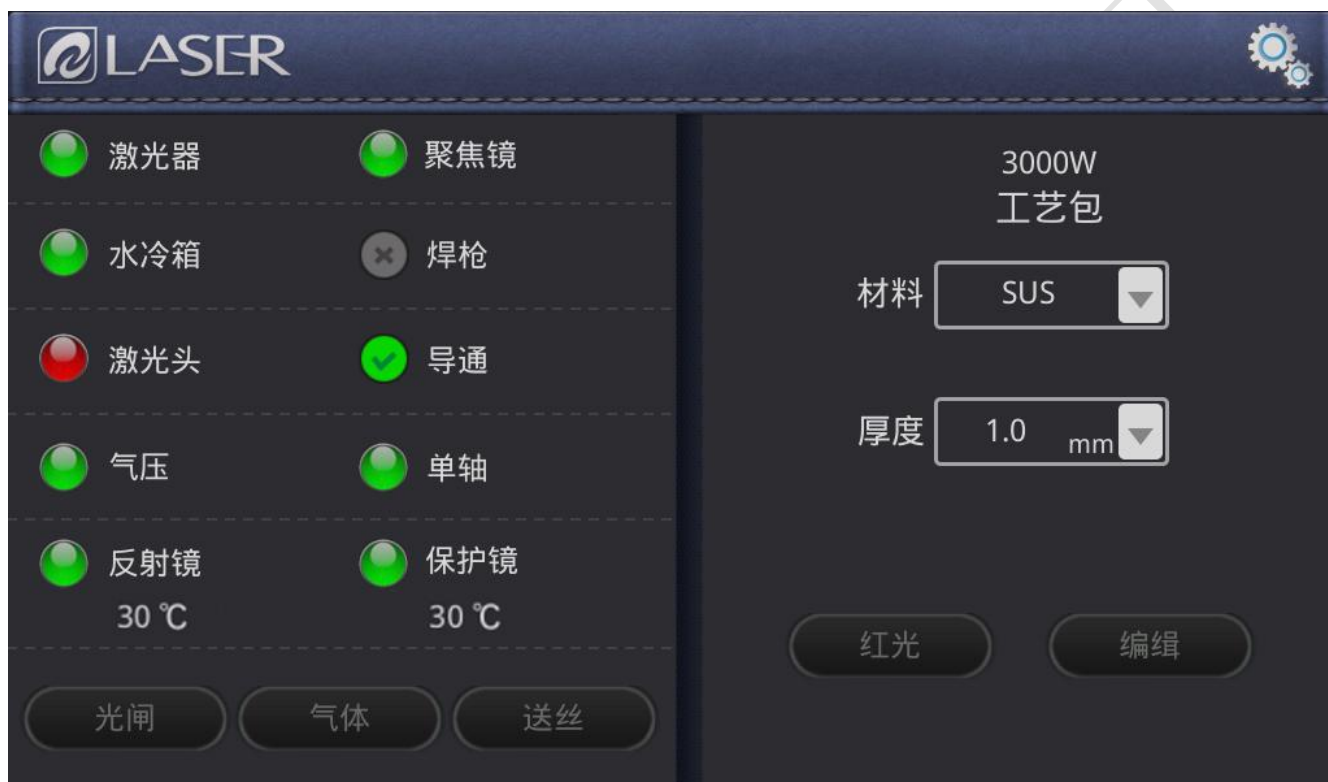 LASER
激光器 聚焦镜
水冷箱 焊枪
激光头 导通
气压 单轴
反射镜 保护镜
30 ℃ 30 ℃
光闸 气体 送丝
3000W
工艺包
材料 SUS
厚度 1.0 mm
红光 编缉